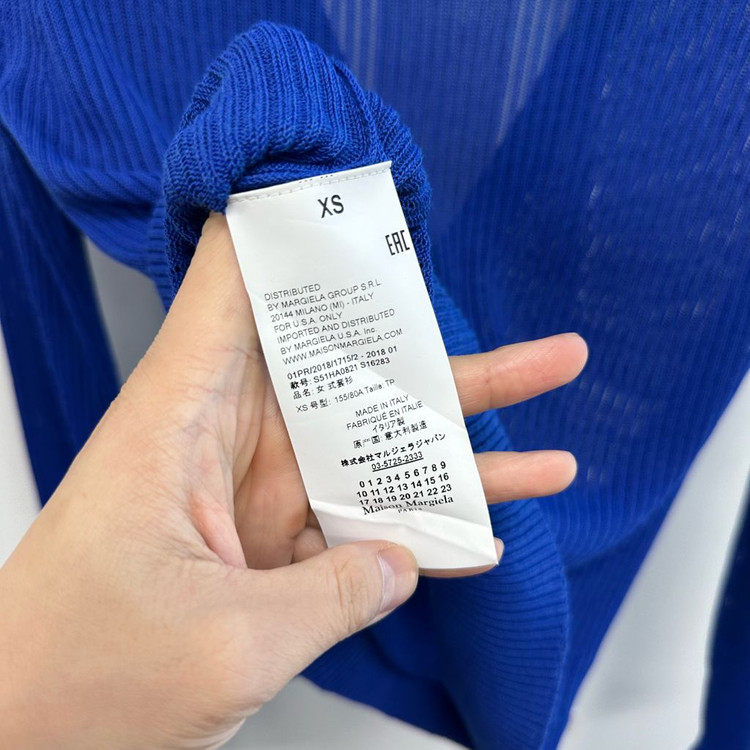 XS
EAC
DISTRIBUTED
BY MARGIELA GROUP S.R.L
20144 MILANO (MI) - ITALY
FOR U.S.A. ONLY
IMPORTED AND DISTRIBUTED
BY MARGIELA U.S.A. Inc.
WWW.MAISONMARGIELA.COM
01PR/2018/1715/2 - 2018 01
款号: S51HA0821 S16283
品名: 女式套衫
XS 号型: 155/80A Taille TP
MADE IN ITALY
FABRIQUÉ EN ITALIE
イタリア製
原产国: 意大利製造
株式会社マルジェラジャパン
03-5725-2333
0 1 2 3 4 5 6 7 8 9
10 11 12 13 14 15 16
17 18 19 20 21 22 23
Maison Margiela
PARIS